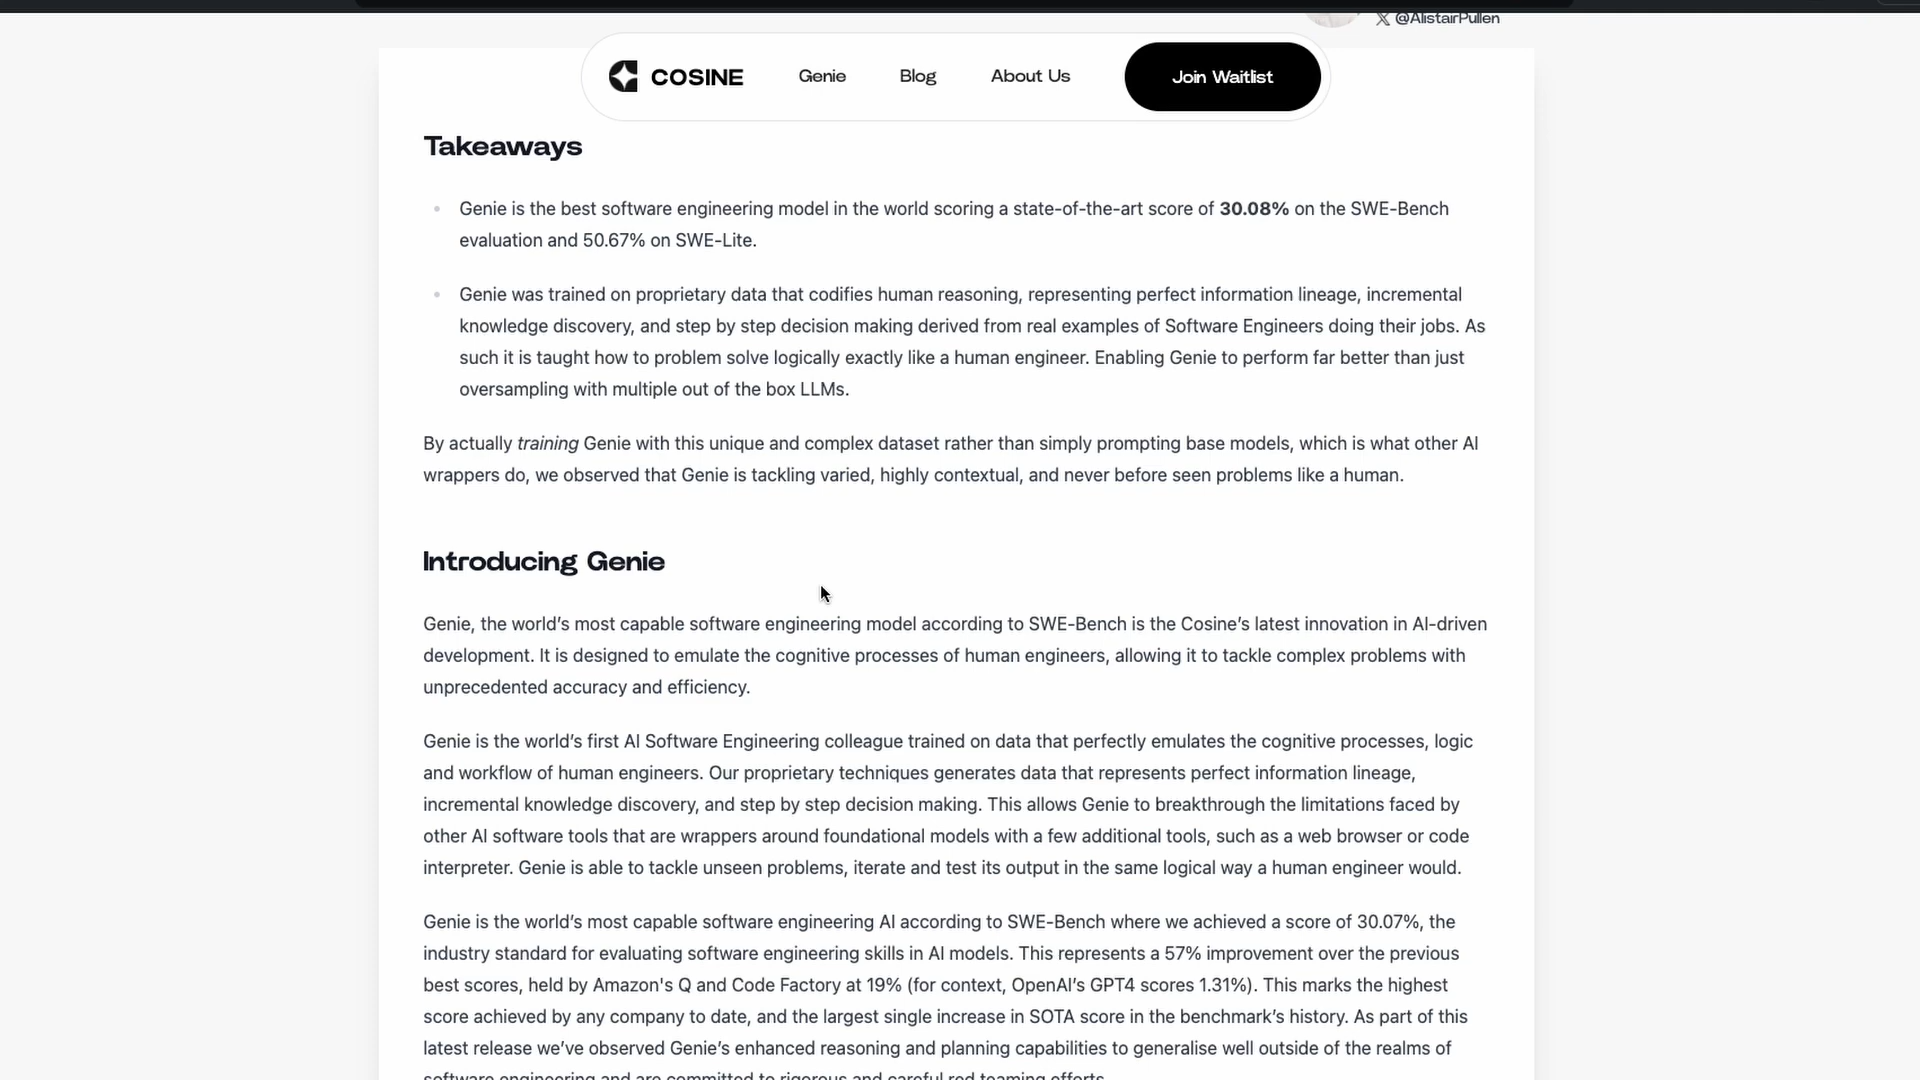 @AlistairPullen
COSINE
Genie
Blog
About Us
Join Waitlist
Takeaways
Genie is the best software engineering model in the world scoring a state-of-the-art score of 30.08% on the SWE-Bench
evaluation and 50.67% on SWE-Lite.
Genie was trained on proprietary data that codifies human reasoning, representing perfect information lineage, incremental
knowledge discovery, and step by step decision making derived from real examples of Software Engineers doing their jobs. As
such it is taught how to problem solve logically exactly like a human engineer. Enabling Genie to perform far better than just
oversampling with multiple out of the box LLMs.
By actually training Genie with this unique and complex dataset rather than simply prompting base models, which is what other AI
wrappers do, we observed that Genie is tackling varied, highly contextual, and never before seen problems like a human.
Introducing Genie
Genie, the world’s most capable software engineering model according to SWE-Bench is the Cosine’s latest innovation in AI-driven
development. It is designed to emulate the cognitive processes of human engineers, allowing it to tackle complex problems with
unprecedented accuracy and efficiency.
Genie is the world’s first AI Software Engineering colleague trained on data that perfectly emulates the cognitive processes, logic
and workflow of human engineers. Our proprietary techniques generates data that represents perfect information lineage,
incremental knowledge discovery, and step by step decision making. This allows Genie to breakthrough the limitations faced by
other AI software tools that are wrappers around foundational models with a few additional tools, such as a web browser or code
interpreter. Genie is able to tackle unseen problems, iterate and test its output in the same logical way a human engineer would.
Genie is the world’s most capable software engineering AI according to SWE-Bench where we achieved a score of 30.07%, the
industry standard for evaluating software engineering skills in AI models. This represents a 57% improvement over the previous
best scores, held by Amazon's Q and Code Factory at 19% (for context, OpenAI’s GPT4 scores 1.31%). This marks the highest
score achieved by any company to date, and the largest single increase in SOTA score in the benchmark’s history. As part of this
latest release we’ve observed Genie’s enhanced reasoning and planning capabilities to generalise well outside of the realms of
software engineering and are committed to rigorous and careful red teaming efforts.